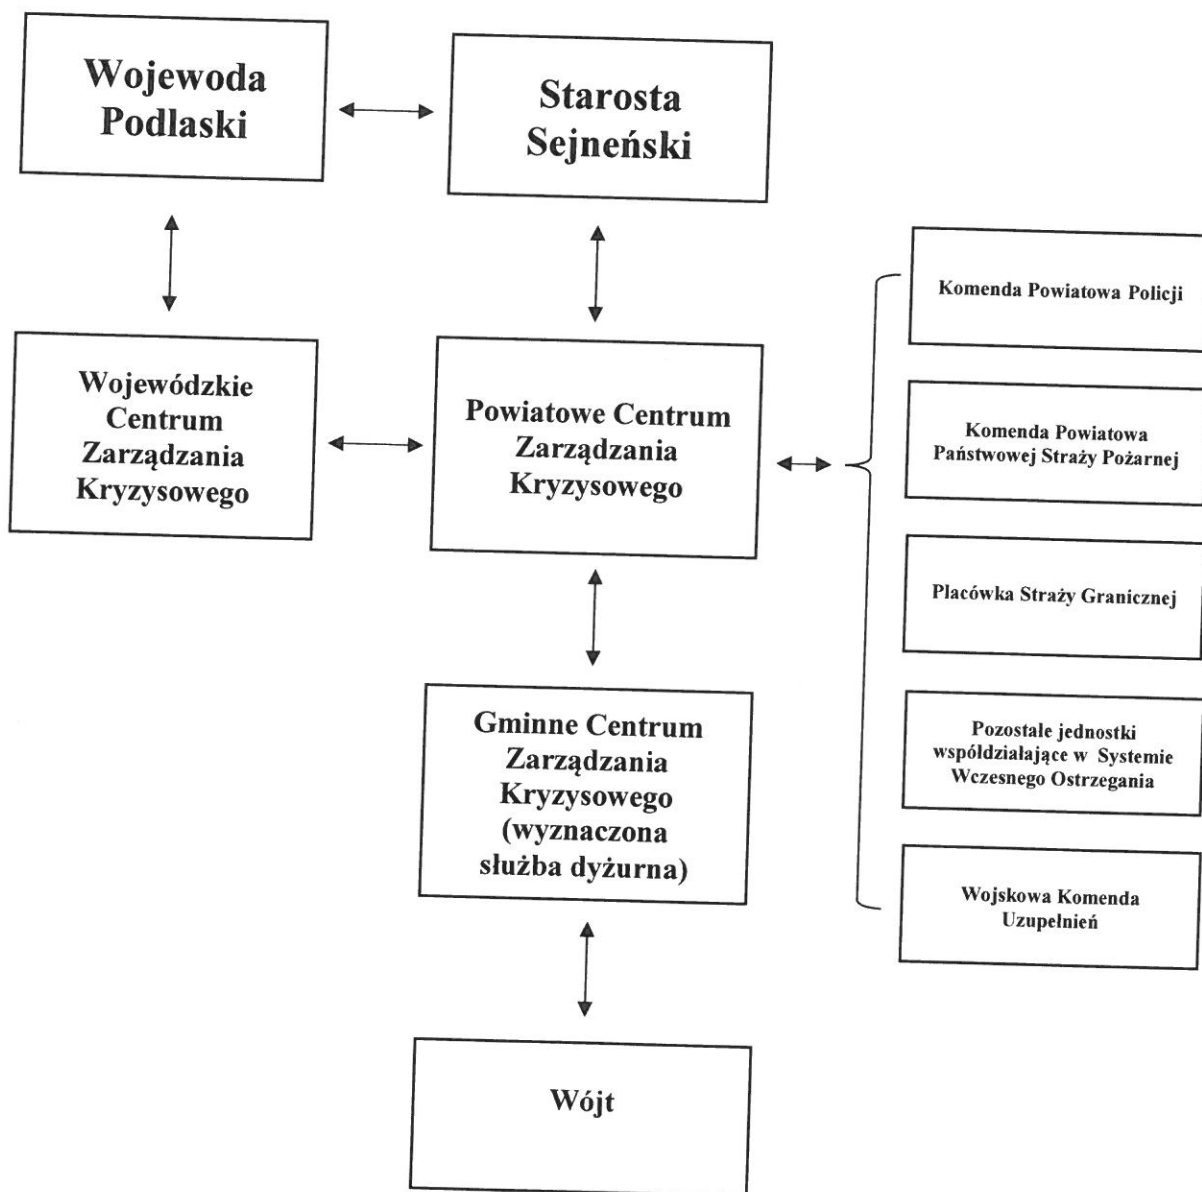 Wojewoda
Podlaski
Starosta
Sejneński
Wojewódzkie
Centrum
Zarządzania
Kryzysowego
Powiatowe Centrum
Zarządzania
Kryzysowego
Komenda Powiatowa Policji
Komenda Powiatowa
Państwowej Straży Pożarnej
Placówka Straży Granicznej
Pozostałe jednostki
współdziałające w Systemie
Wczesnego Ostrzegania
Wojskowa Komenda
Uzupełnień
Gminne Centrum
Zarządzania
Kryzysowego
(wyznaczona
służba dyżurna)
Wójt